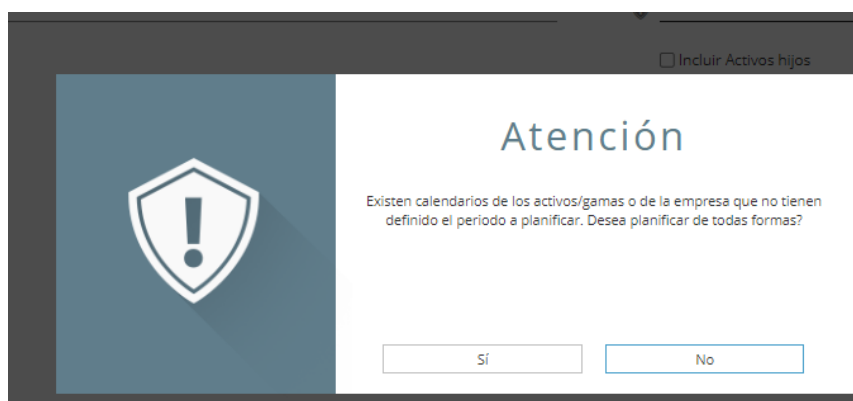 Incluir Activos hijos
Atención
Existen calendarios de los activos/gamas o de la empresa que no tienen
definido el periodo a planificar. Desea planificar de todas formas?
Sí
No